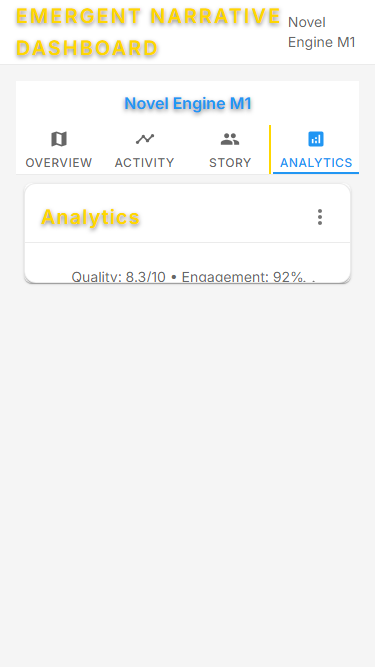 EMERGENT NARRATIVE
DASHBOARD
Novel
Engine M1
Novel Engine M1
OVERVIEW
ACTIVITY
STORY
ANALYTICS
Analytics
Quality: 8.3/10 • Engagement: 92%. .